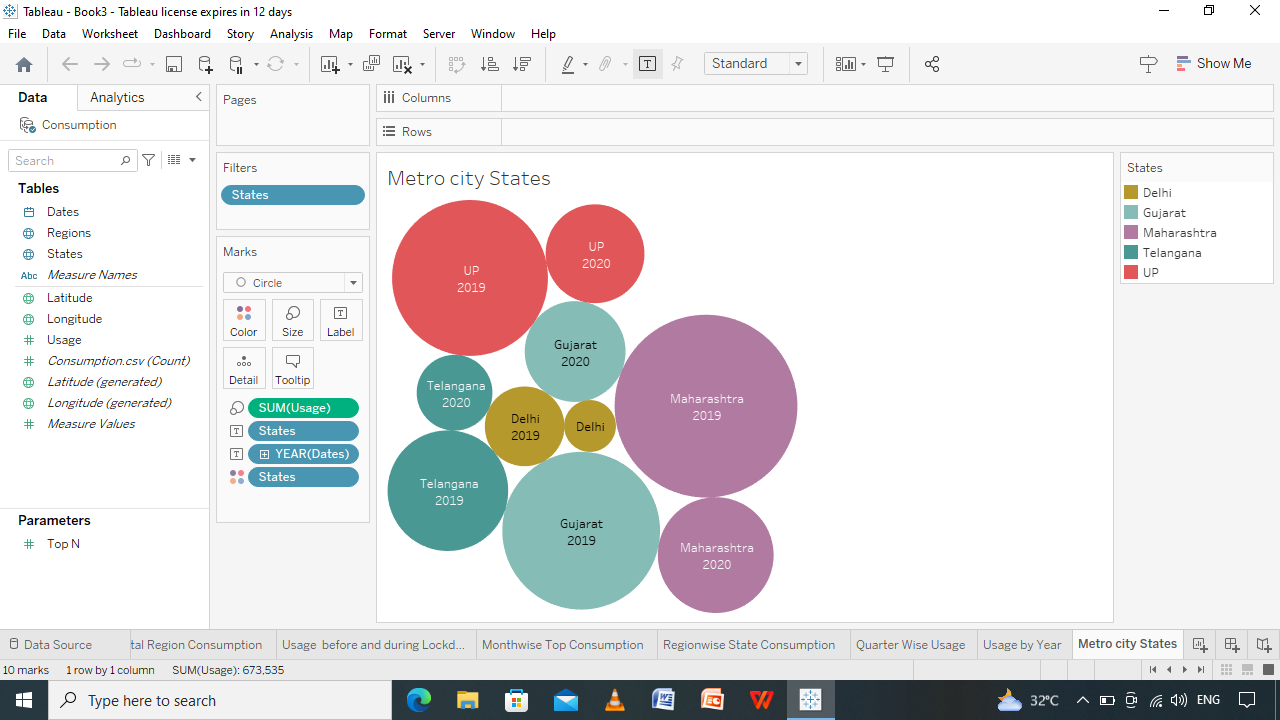 Tableau - Book3 - Tableau license expires in 12 days
File Data Worksheet Dashboard Story Analysis Map Format Server Window Help
Standard
Show Me
Data Analytics
Consumption
Search
Tables
Dates
Regions
States
Abc Measure Names
Latitude
Longitude
Usage
Consumption.csv (Count)
Latitude (generated)
Longitude (generated)
Measure Values
Parameters
Top N
Pages
Filters
States
Marks
Circle
Color Size Label
Detail Tooltip
SUM(Usage)
States
YEAR(Dates)
States
Columns
Rows
Metro city States
UP
2019
UP
2020
Gujarat
2020
Telangana
2020
Delhi
2019
Delhi
Maharashtra
2019
Telangana
2019
Gujarat
2019
Maharashtra
2020
States
Delhi
Gujarat
Maharashtra
Telangana
UP
Data Source tal Region Consumption Usage before and during Lockd... Monthwise Top Consumption Regionwise State Consumption Quarter Wise Usage Usage by Year Metro city States
10 marks 1 row by 1 column SUM(Usage): 673,535
Type here to search
32°C ENG